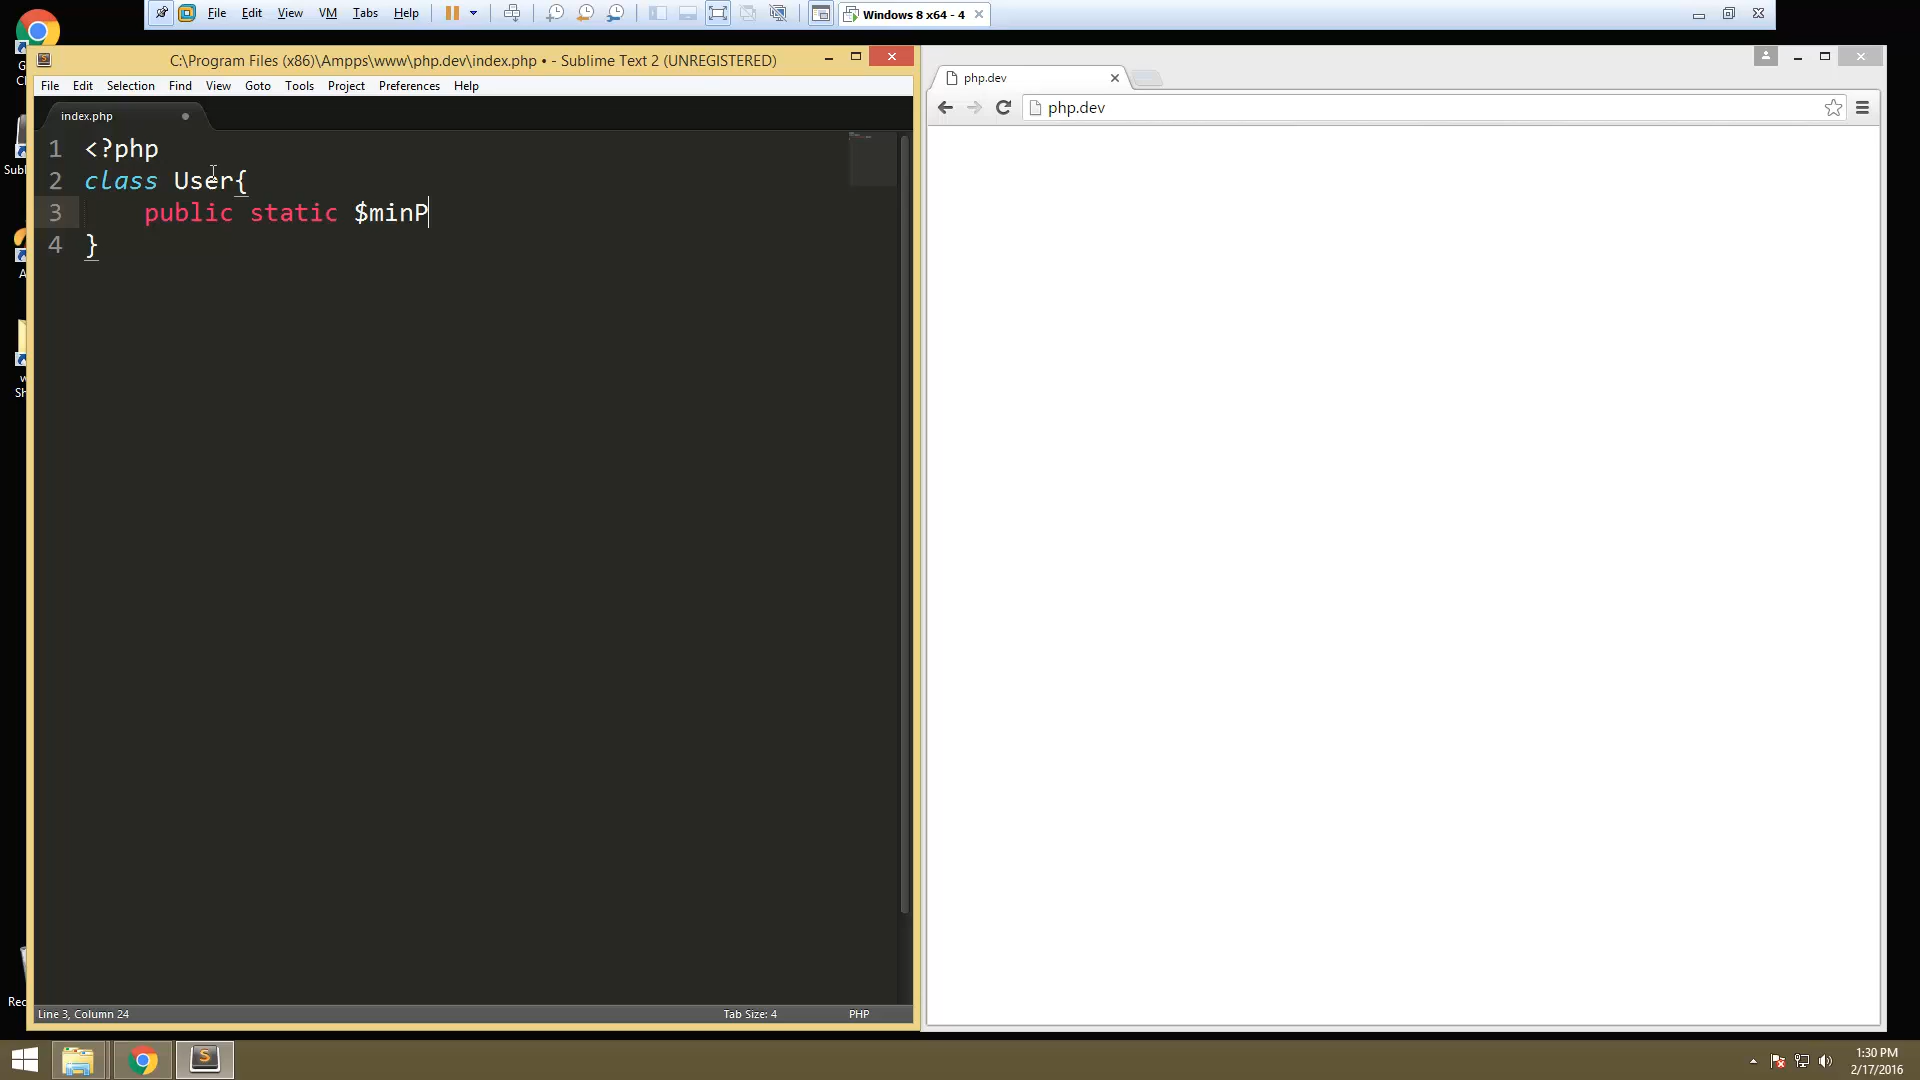 File Edit View VM Tabs Help
Windows 8 x64 - 4
C:\Program Files (x86)\Ampps\www\php.dev\index.php • - Sublime Text 2 (UNREGISTERED)
File Edit Selection Find View Goto Tools Project Preferences Help
index.php
1 <?php
2 class User{
3 public static $minP
4 }
Line 3, Column 24
Tab Size: 4
PHP
php.dev
php.dev
1:30 PM
2/17/2016